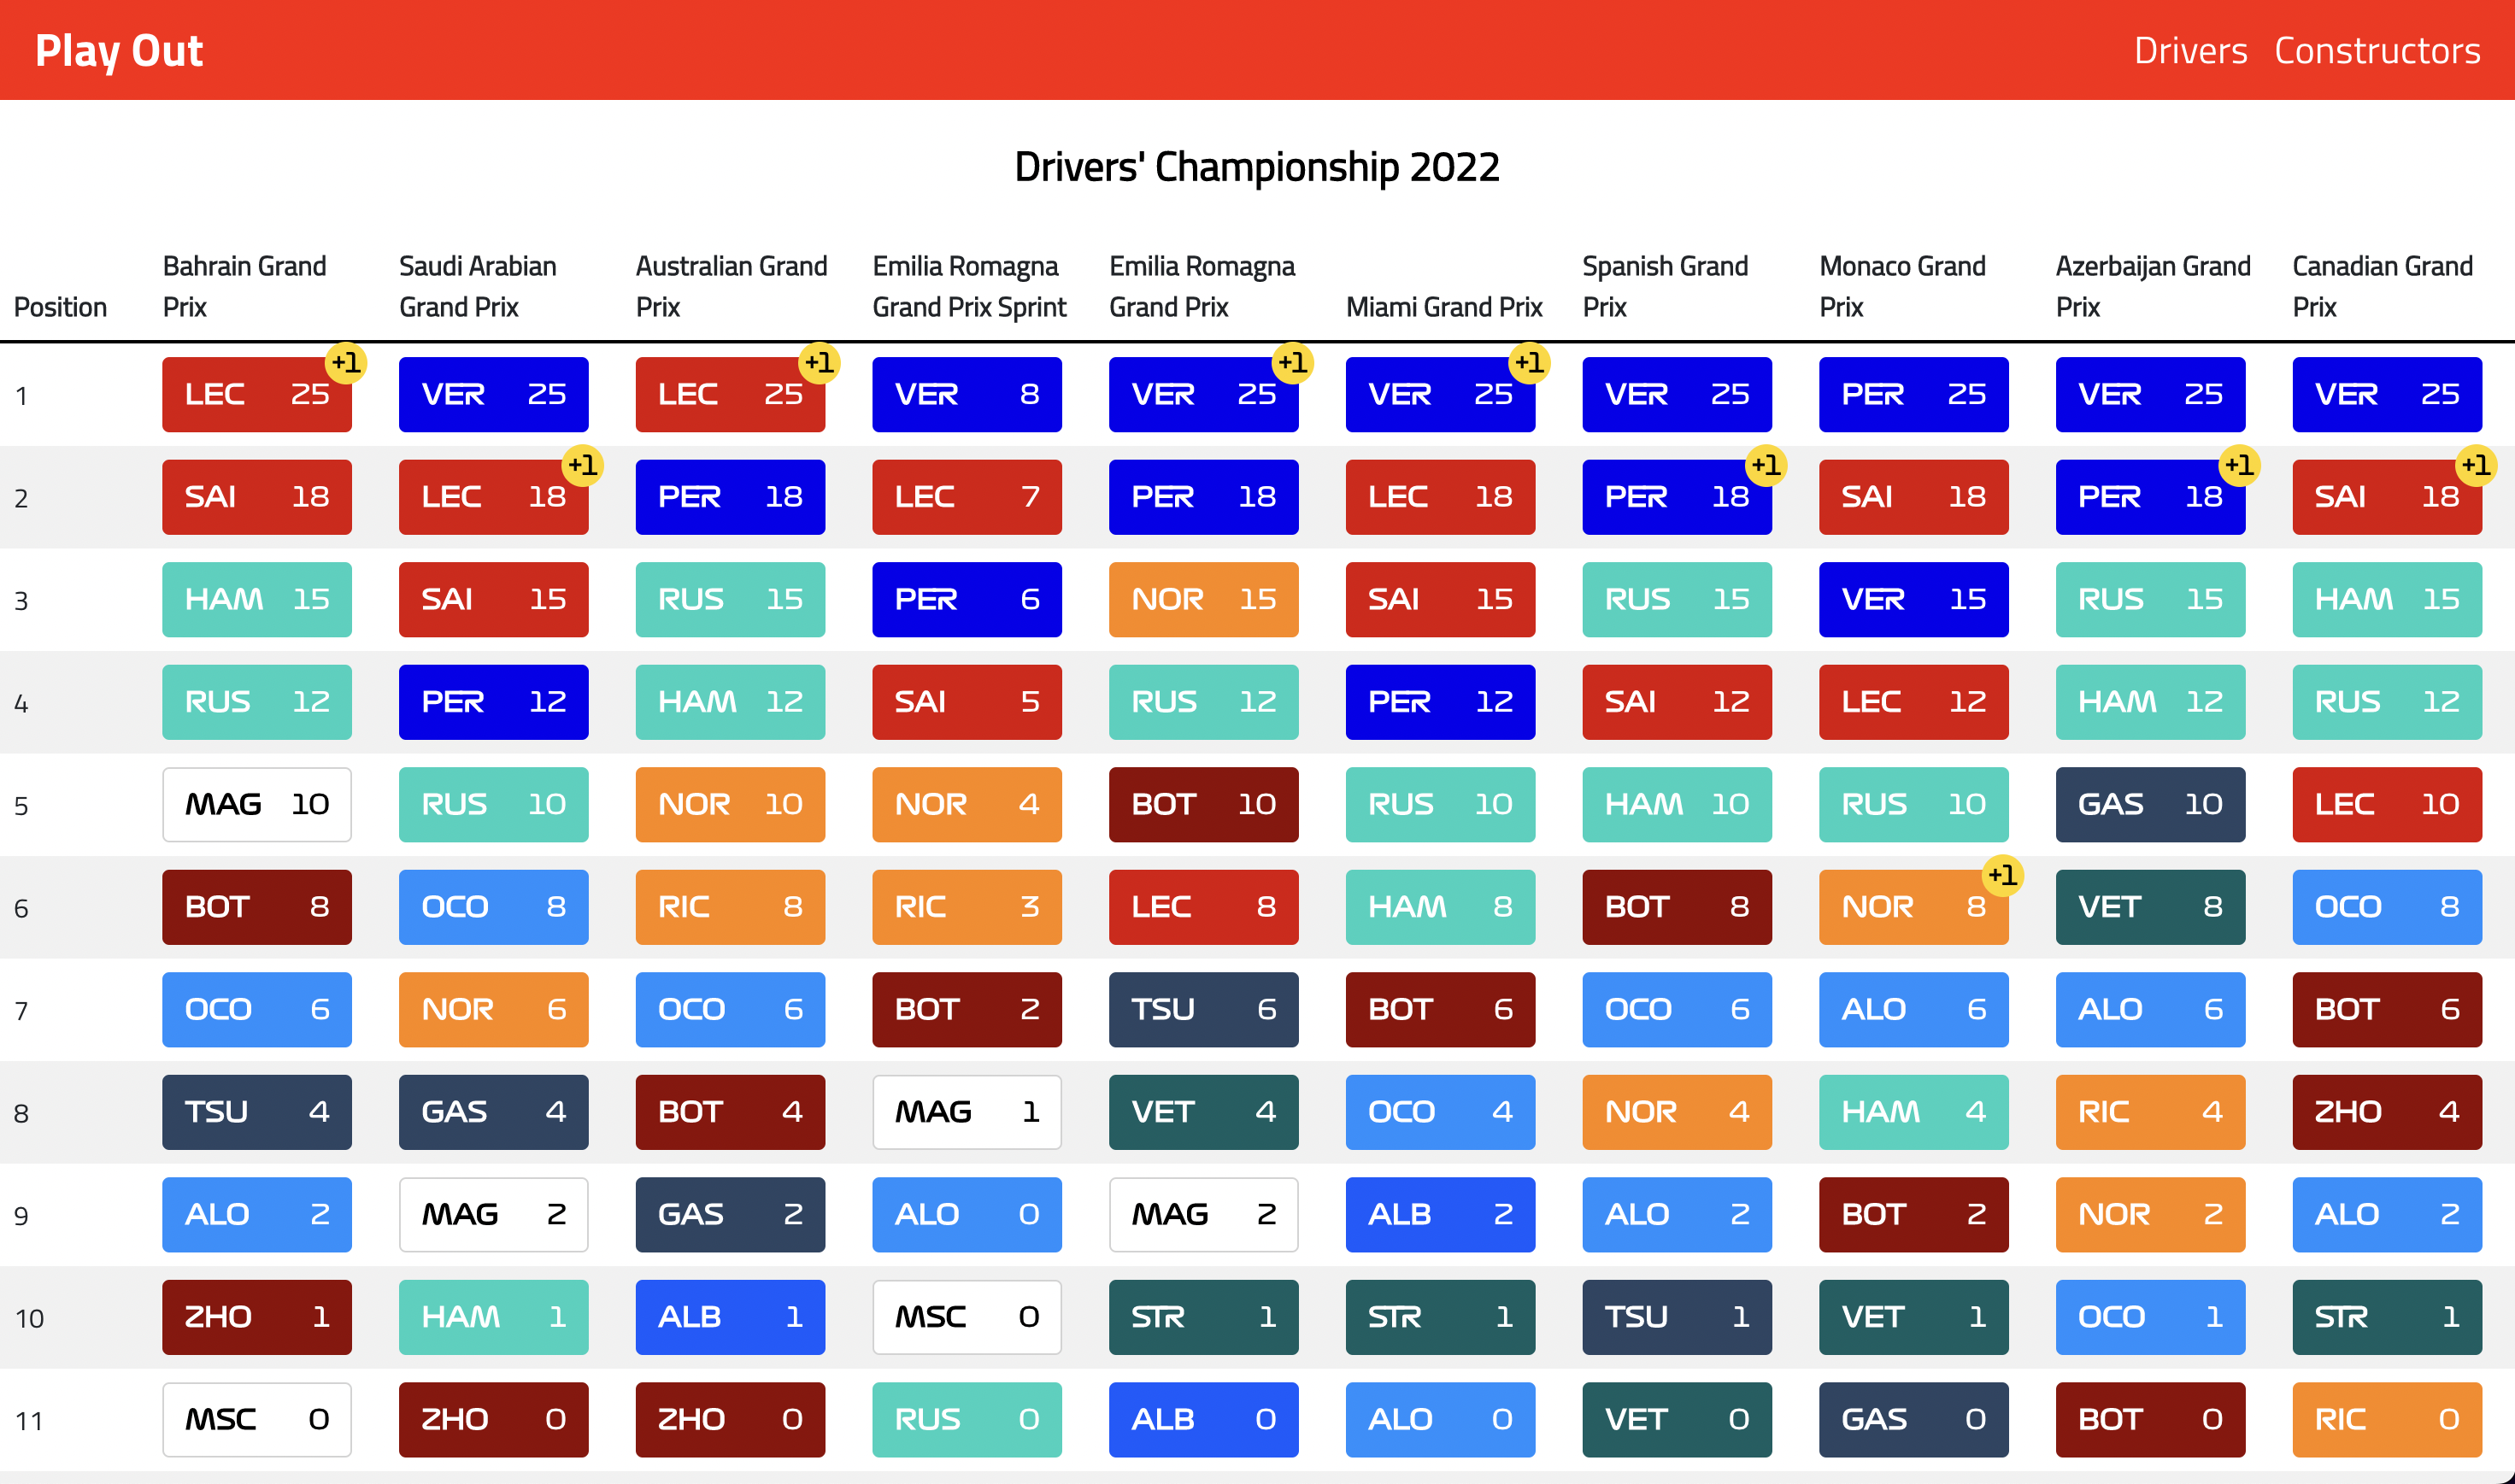 Play Out Drivers Constructors
Drivers' Championship 2022
Position Bahrain Grand Prix Saudi Arabian Grand Prix Australian Grand Prix Emilia Romagna Grand Prix Sprint Emilia Romagna Grand Prix Miami Grand Prix Spanish Grand Prix Monaco Grand Prix Azerbaijan Grand Prix Canadian Grand Prix
1 LEC 25 +1 VER 25 LEC 25 +1 VER 8 VER 25 +1 VER 25 +1 VER 25 PER 25 VER 25 VER 25
2 SAI 18 LEC 18 +1 PER 18 LEC 7 PER 18 LEC 18 PER 18 +1 SAI 18 PER 18 +1 SAI 18 +1
3 HAM 15 SAI 15 RUS 15 PER 6 NOR 15 SAI 15 RUS 15 VER 15 RUS 15 HAM 15
4 RUS 12 PER 12 HAM 12 SAI 5 RUS 12 PER 12 SAI 12 LEC 12 HAM 12 RUS 12
5 MAG 10 RUS 10 NOR 10 NOR 4 BOT 10 RUS 10 HAM 10 RUS 10 GAS 10 LEC 10
6 BOT 8 OCO 8 RIC 8 RIC 3 LEC 8 HAM 8 BOT 8 NOR 8 +1 VET 8 OCO 8
7 OCO 6 NOR 6 OCO 6 BOT 2 TSU 6 BOT 6 OCO 6 ALO 6 ALO 6 BOT 6
8 TSU 4 GAS 4 BOT 4 MAG 1 VET 4 OCO 4 NOR 4 HAM 4 RIC 4 ZHO 4
9 ALO 2 MAG 2 GAS 2 ALO 0 MAG 2 ALB 2 ALO 2 BOT 2 NOR 2 ALO 2
10 ZHO 1 HAM 1 ALB 1 MSC 0 STR 1 STR 1 TSU 1 VET 1 OCO 1 STR 1
11 MSC 0 ZHO 0 ZHO 0 RUS 0 ALB 0 ALO 0 VET 0 GAS 0 BOT 0 RIC 0